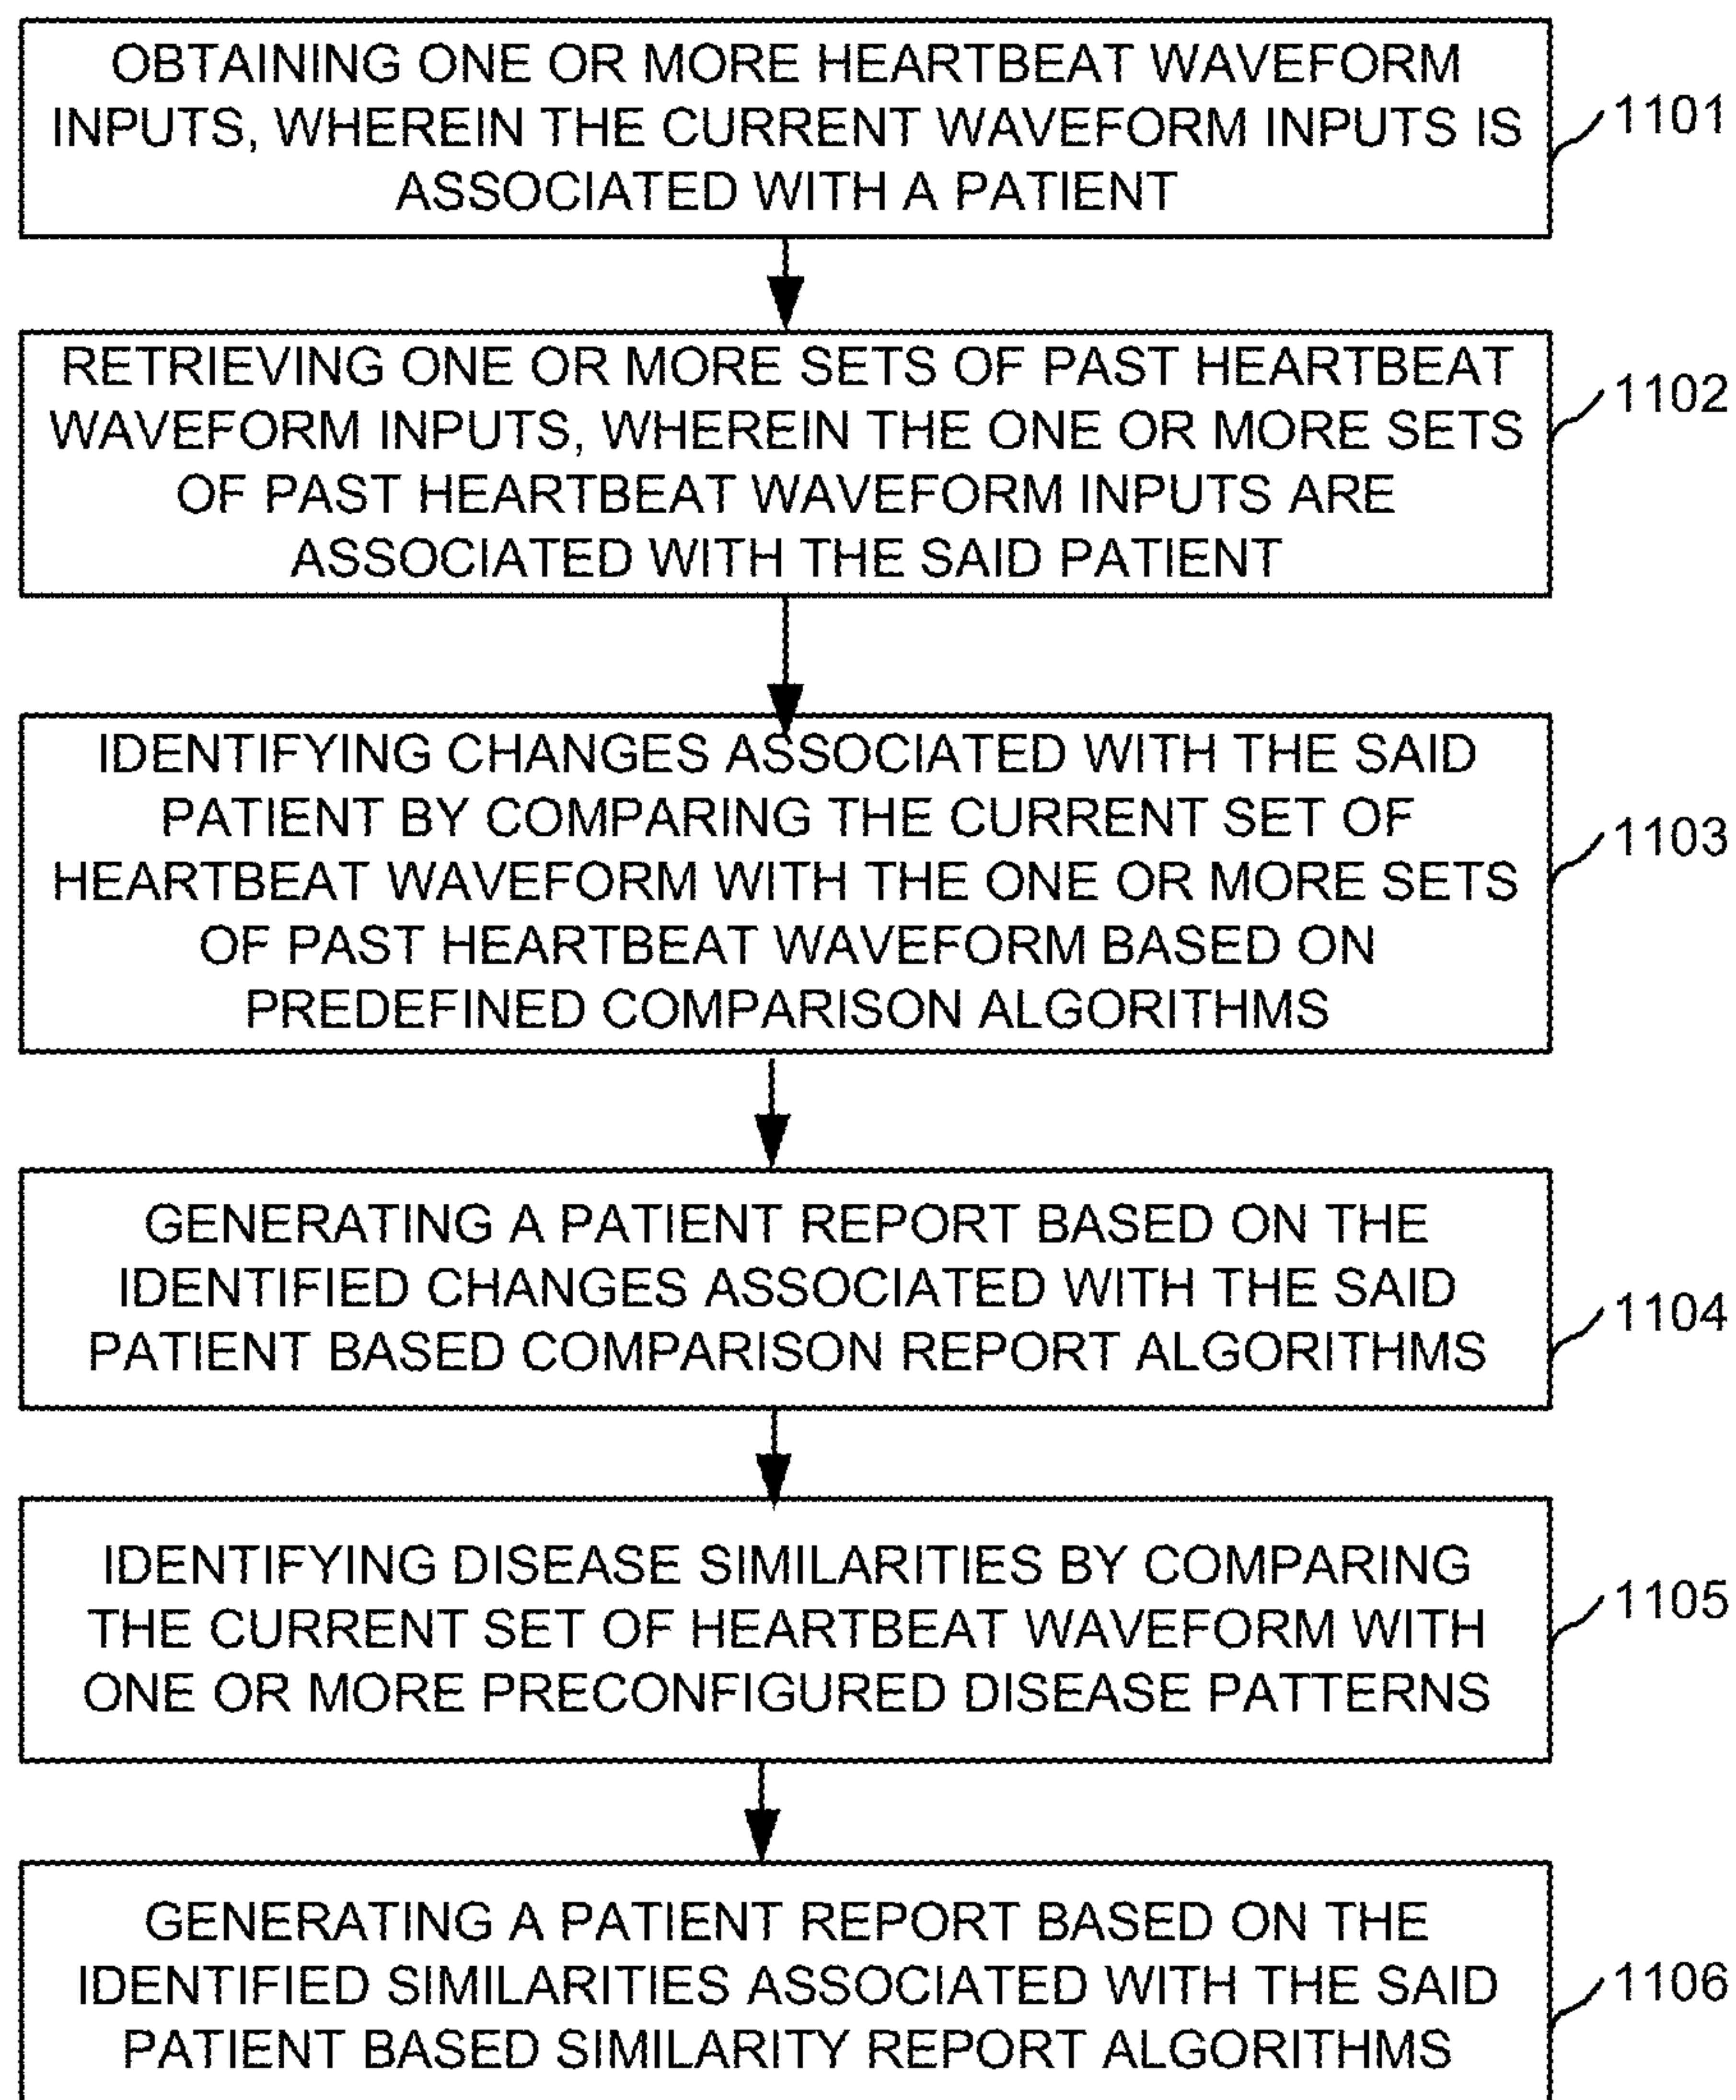 OBTAINING ONE OR MORE HEARTBEAT WAVEFORM
INPUTS, WHEREIN THE CURRENT WAVEFORM INPUTS IS
ASSOCIATED WITH A PATIENT
1101
RETRIEVING ONE OR MORE SETS OF PAST HEARTBEAT
WAVEFORM INPUTS, WHEREIN THE ONE OR MORE SETS
OF PAST HEARTBEAT WAVEFORM INPUTS ARE
ASSOCIATED WITH THE SAID PATIENT
1102
IDENTIFYING CHANGES ASSOCIATED WITH THE SAID
PATIENT BY COMPARING THE CURRENT SET OF
HEARTBEAT WAVEFORM WITH THE ONE OR MORE SETS
OF PAST HEARTBEAT WAVEFORM BASED ON
PREDEFINED COMPARISON ALGORITHMS
1103
GENERATING A PATIENT REPORT BASED ON THE
IDENTIFIED CHANGES ASSOCIATED WITH THE SAID
PATIENT BASED COMPARISON REPORT ALGORITHMS
1104
IDENTIFYING DISEASE SIMILARITIES BY COMPARING
THE CURRENT SET OF HEARTBEAT WAVEFORM WITH
ONE OR MORE PRECONFIGURED DISEASE PATTERNS
1105
GENERATING A PATIENT REPORT BASED ON THE
IDENTIFIED SIMILARITIES ASSOCIATED WITH THE SAID
PATIENT BASED SIMILARITY REPORT ALGORITHMS
1106